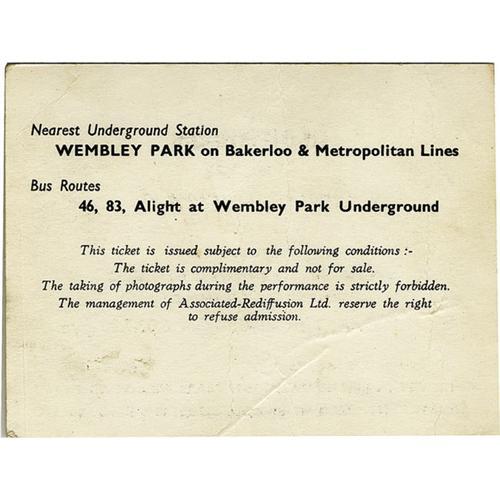 Nearest Underground Station
WEMBLEY PARK on Bakerloo & Metropolitan Lines
Bus Routes
46, 83, Alight at Wembley Park Underground
This ticket is issued subject to the following conditions :-
The ticket is complimentary and not for sale.
The taking of photographs during the performance is strictly forbidden.
The management of Associated-Rediffusion Ltd. reserve the right
to refuse admission.